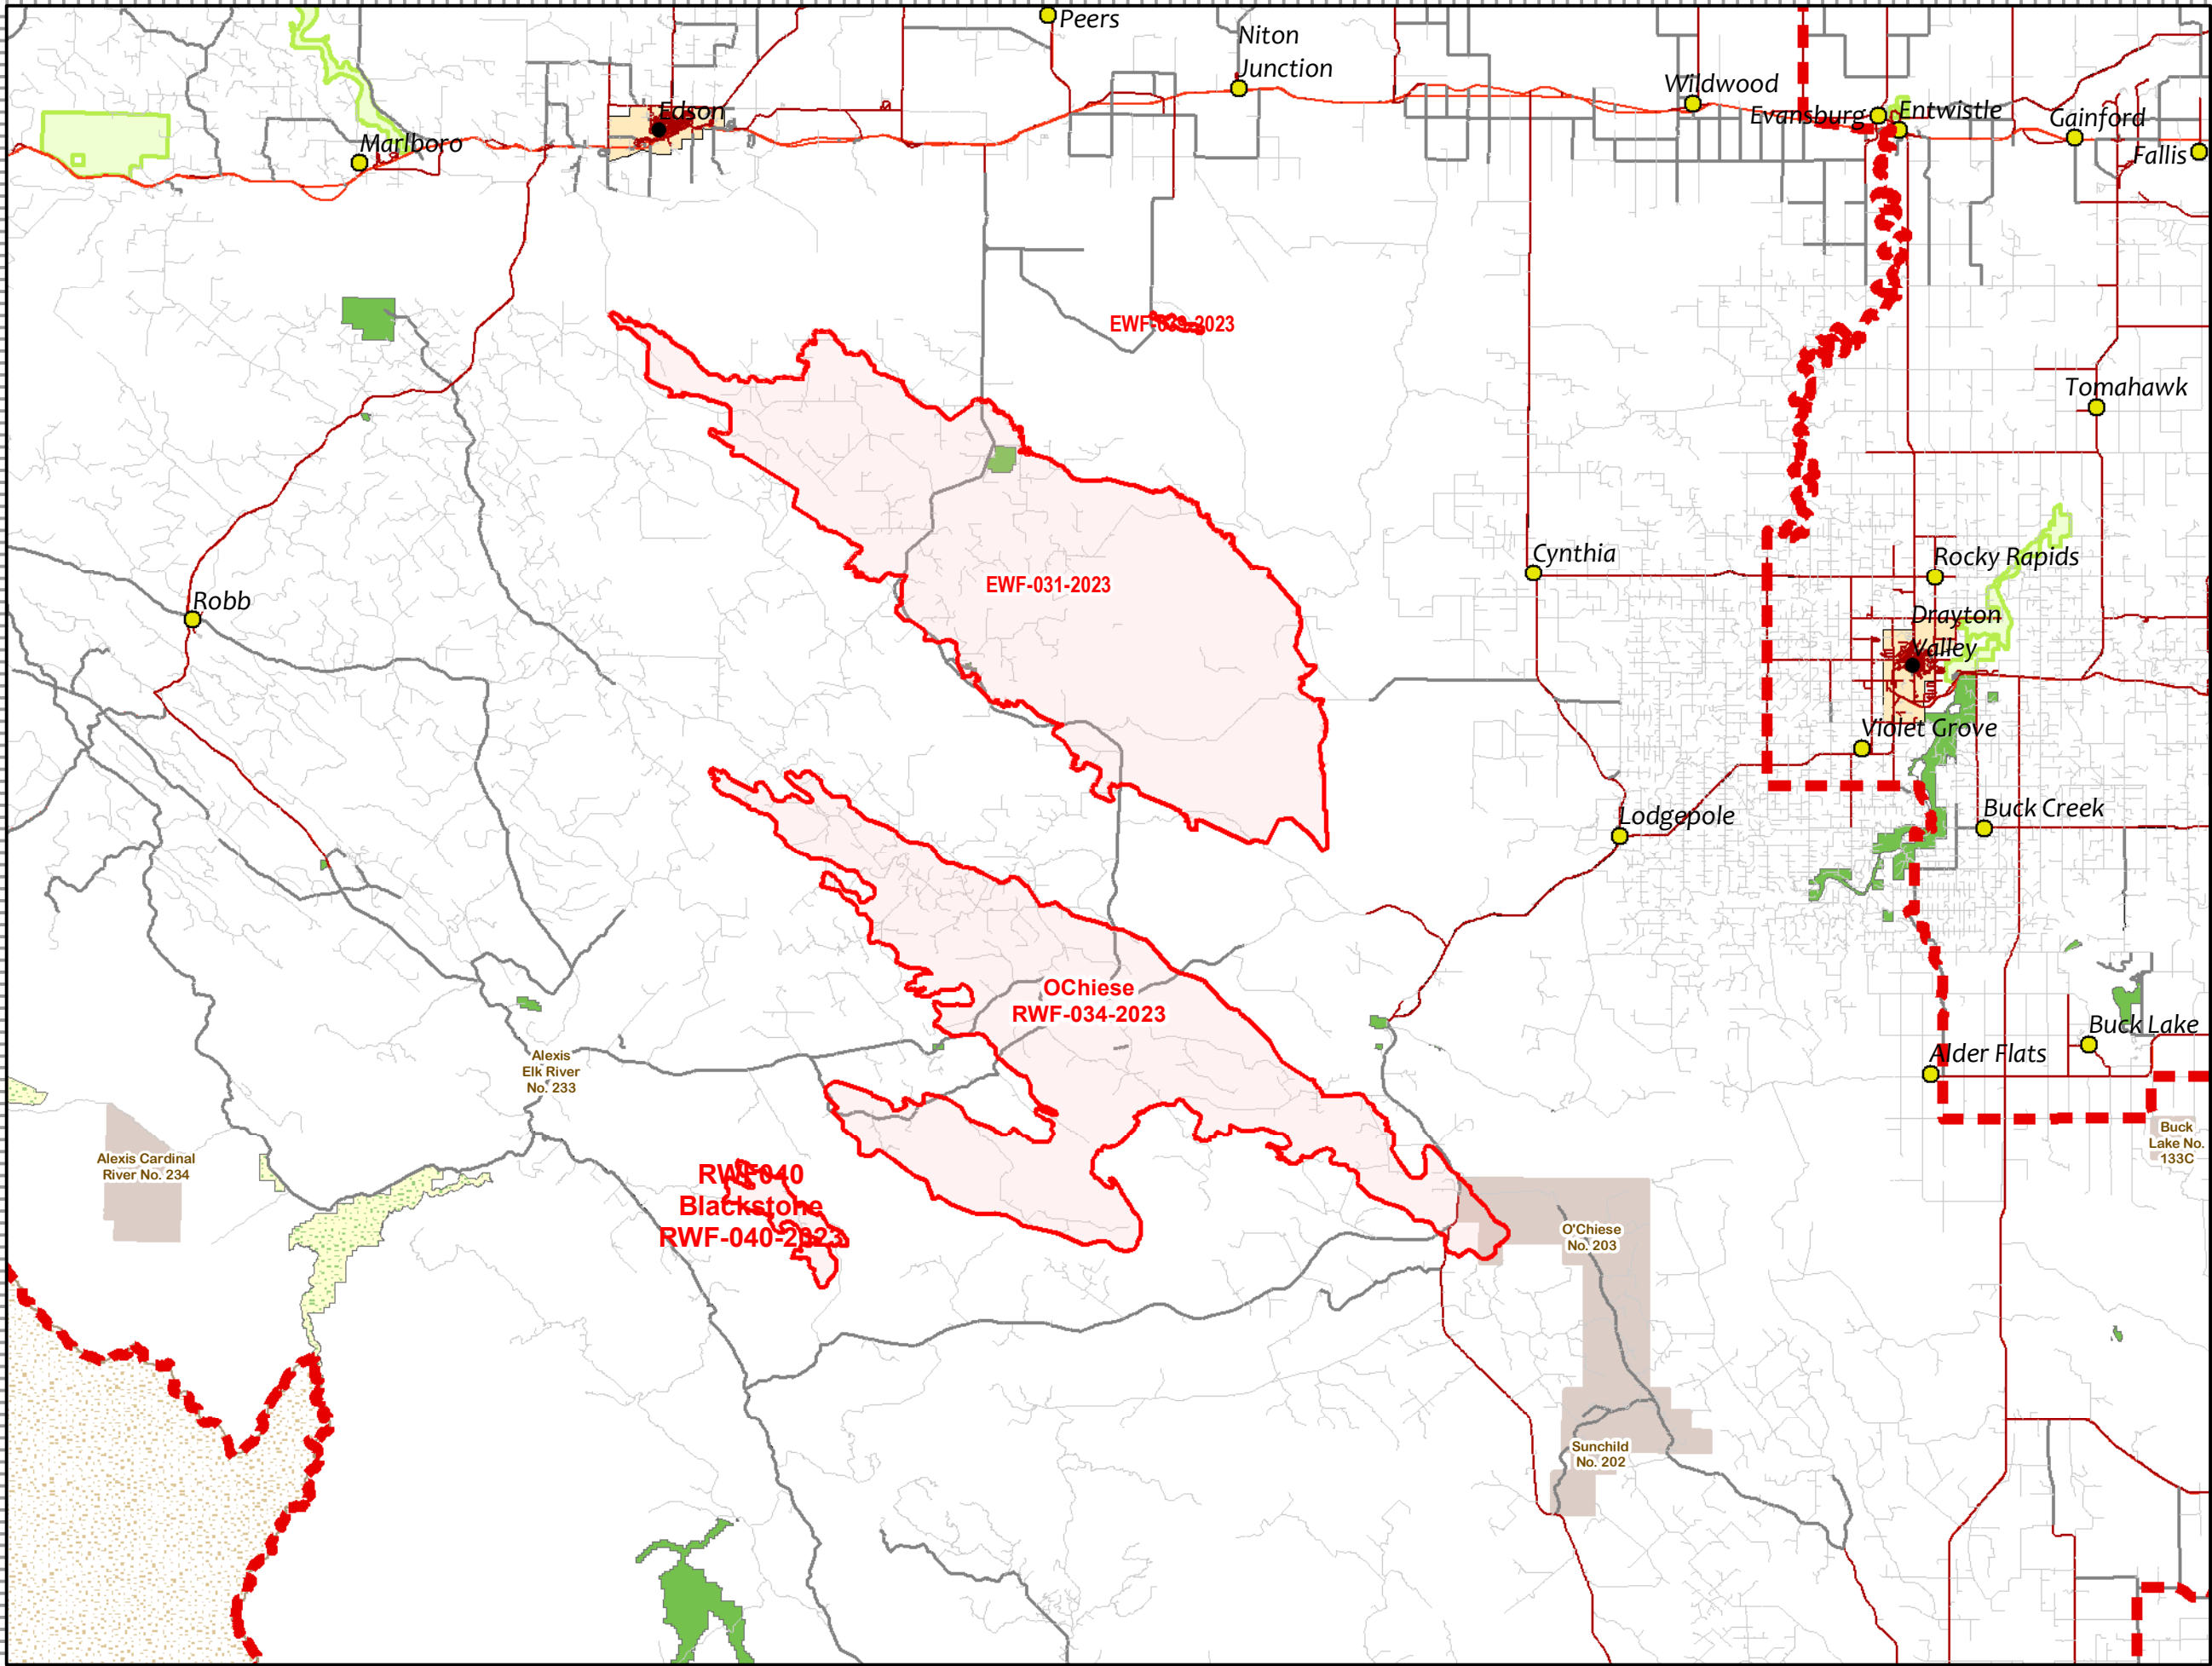 Peers
Niton
Junction
Wildwood
Edson
Evansburg
Entwistle
Gainford
Marlboro
Fallis
EWF-039-2023
Tomahawk
Cynthia
Rocky Rapids
EWF-031-2023
Robb
Drayton
Valley
Violet Grove
Buck Creek
Lodgepole
OChiese
RWF-034-2023
Buck Lake
Alder Flats
Alexis
Elk River
No. 233
Buck
Lake No.
133C
Alexis Cardinal
River No. 234
RWF040
Blackstone
RWF-040-2023
O'Chiese
No. 203
Sunchild
No. 202